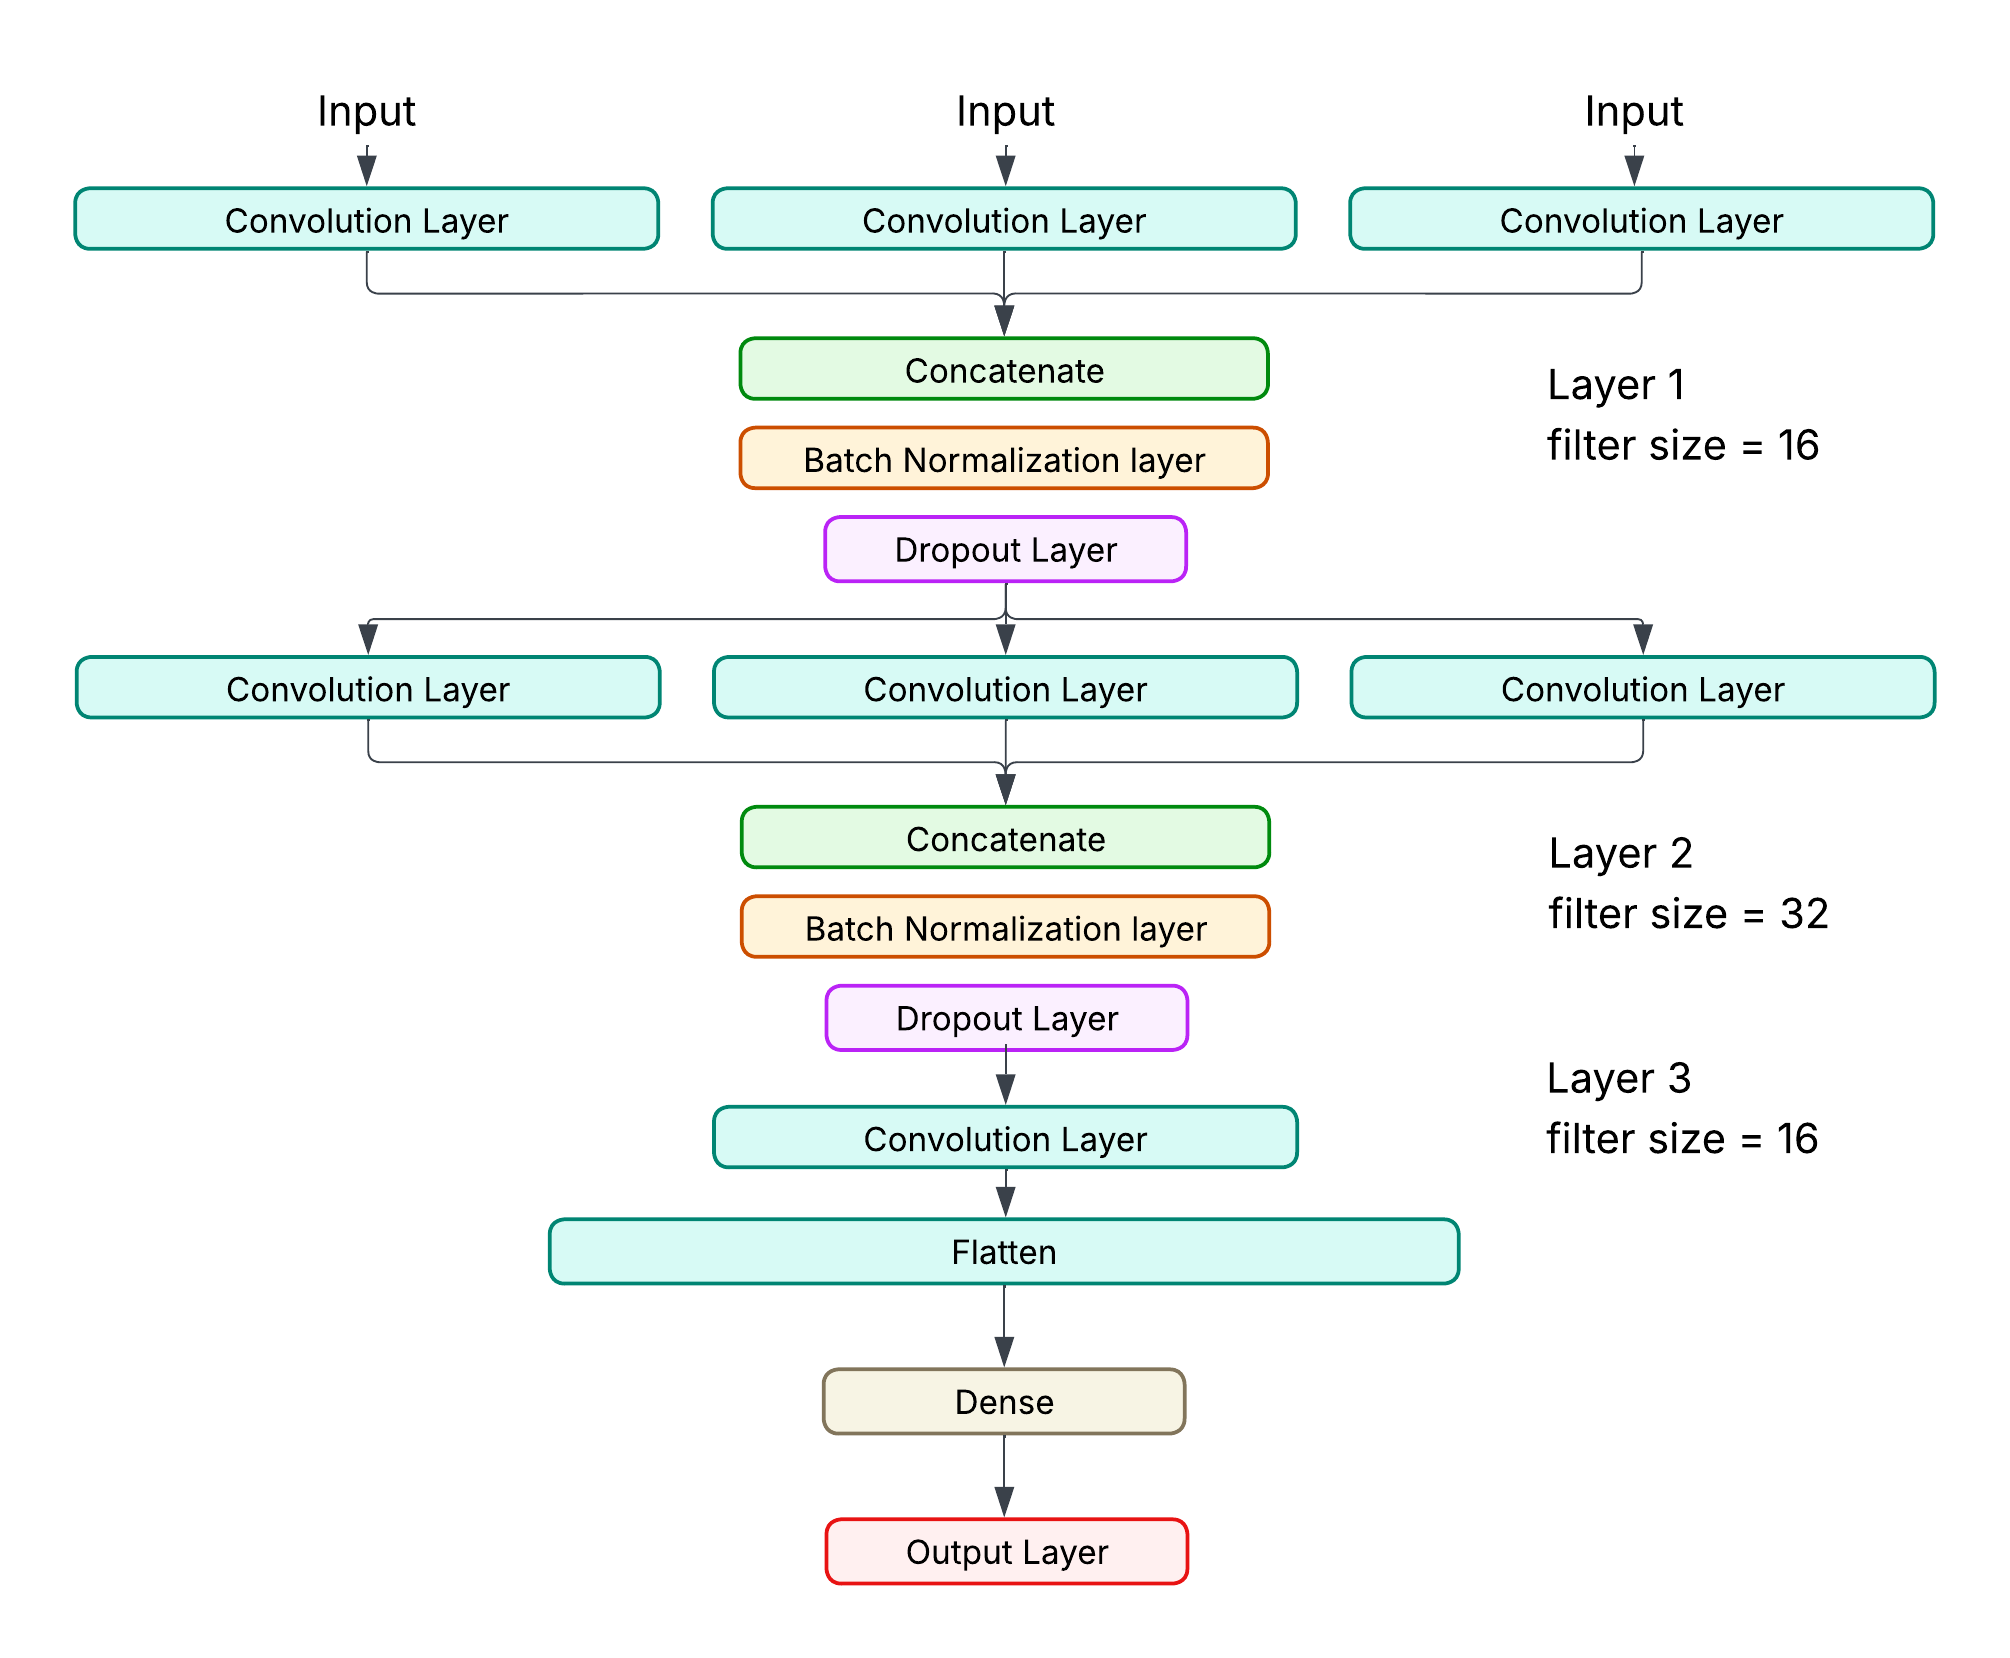 Input
Input
Input
Convolution Layer
Convolution Layer
Convolution Layer
Concatenate
Layer 1
filter size = 16
Batch Normalization layer
Dropout Layer
Convolution Layer
Convolution Layer
Convolution Layer
Concatenate
Layer 2
filter size = 32
Batch Normalization layer
Dropout Layer
Layer 3
filter size = 16
Convolution Layer
Flatten
Dense
Output Layer